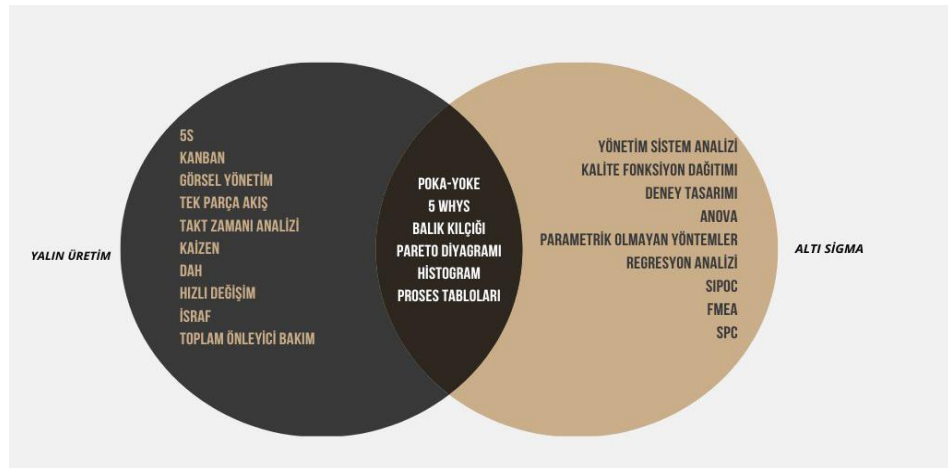 YALIN ÜRETİM
5S
KANBAN
GÖRSEL YÖNETİM
TEK PARÇA AKIŞ
TAKT ZAMANI ANALİZİ
KAİZEN
DAH
HIZLI DEĞİŞİM
İSRAF
TOPLAM ÖNLEYİCİ BAKIM
POKA-YOKE
5 WHYS
BALIK KILÇIĞI
PARETO DİYAGRAMI
HİSTOGRAM
PROSES TABLOLARI
YÖNETİM SİSTEM ANALİZİ
KALİTE FONKSİYON DAĞITIMI
DENEY TASARIMI
ANOVA
PARAMETRİK OLMAYAN YÖNTEMLER
REGRESYON ANALİZİ
SIPOC
FMEA
SPC
ALTI SİGMA